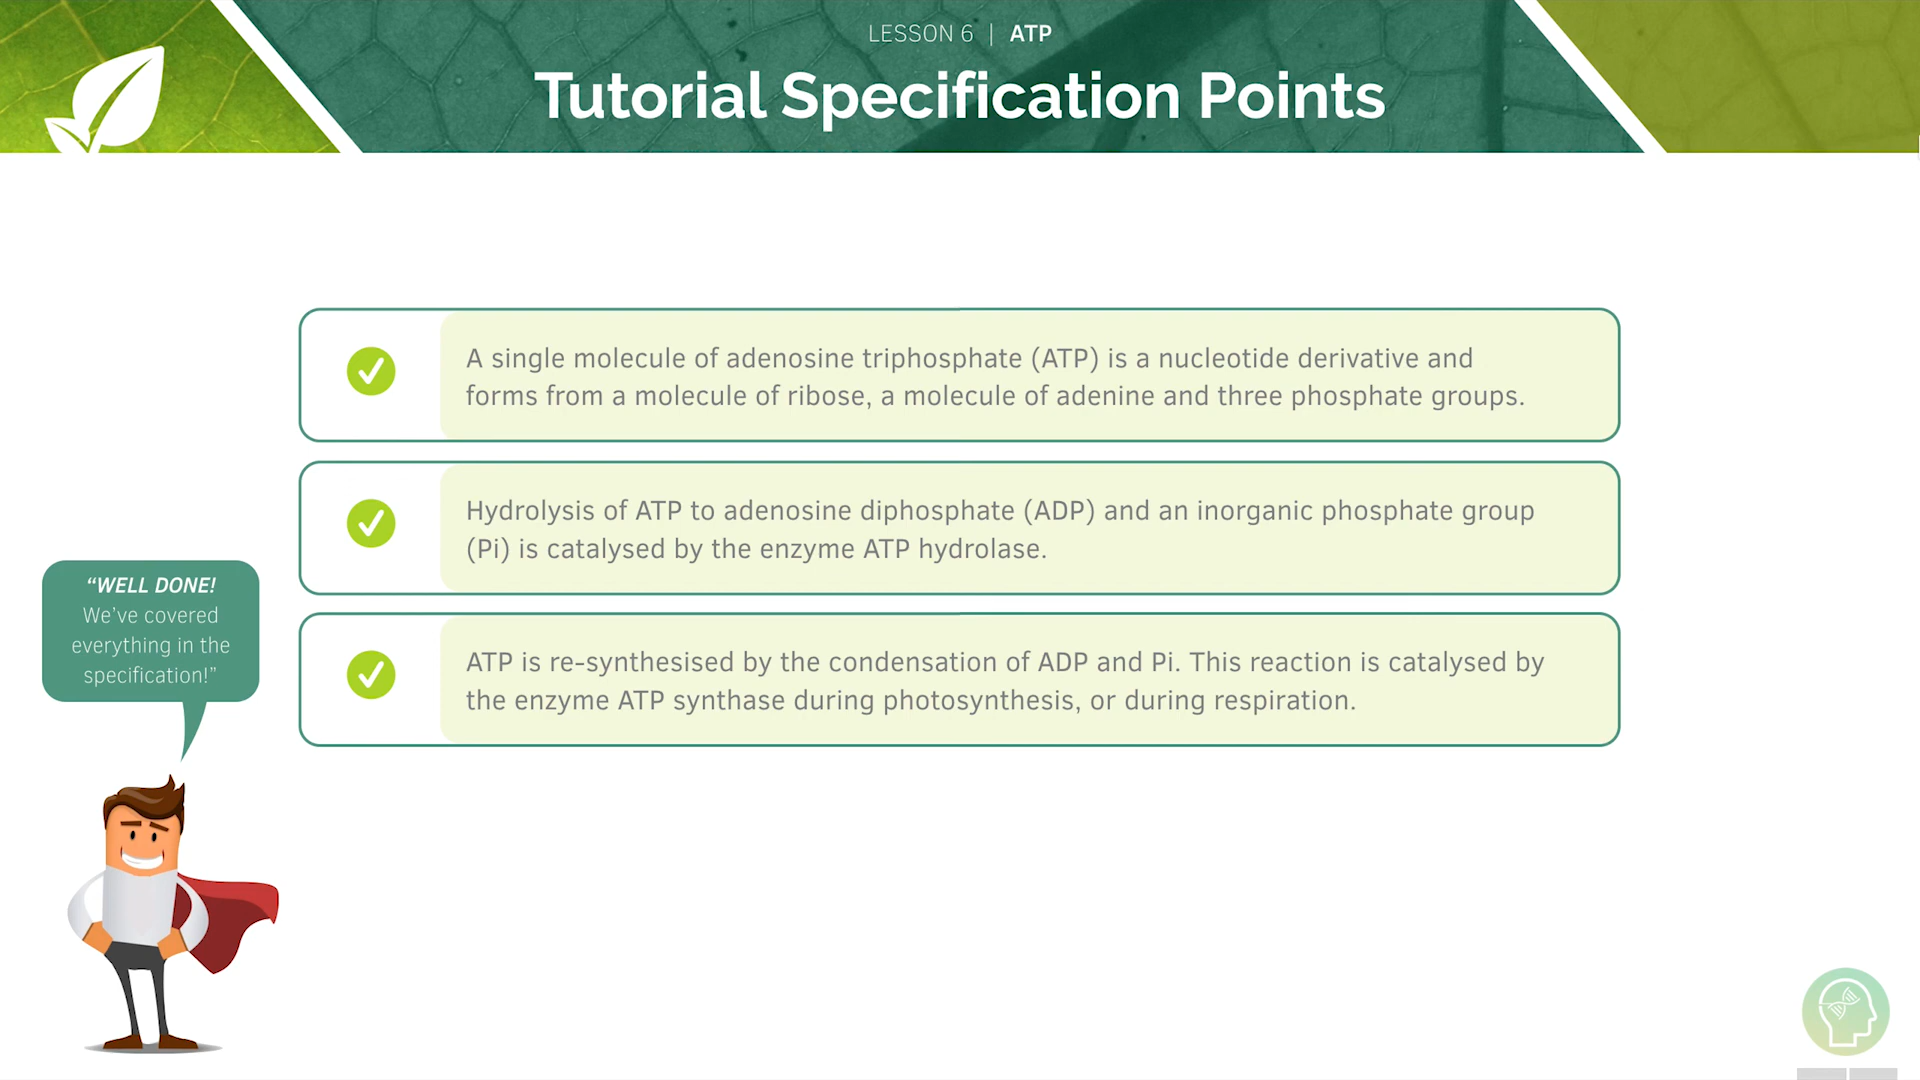 LESSON 6 | ATP
Tutorial Specification Points
A single molecule of adenosine triphosphate (ATP) is a nucleotide derivative and
forms from a molecule of ribose, a molecule of adenine and three phosphate groups.
Hydrolysis of ATP to adenosine diphosphate (ADP) and an inorganic phosphate group
(Pi) is catalysed by the enzyme ATP hydrolase.
ATP is re-synthesised by the condensation of ADP and Pi. This reaction is catalysed by
the enzyme ATP synthase during photosynthesis, or during respiration.
“WELL DONE!
We’ve covered
everything in the
specification!”